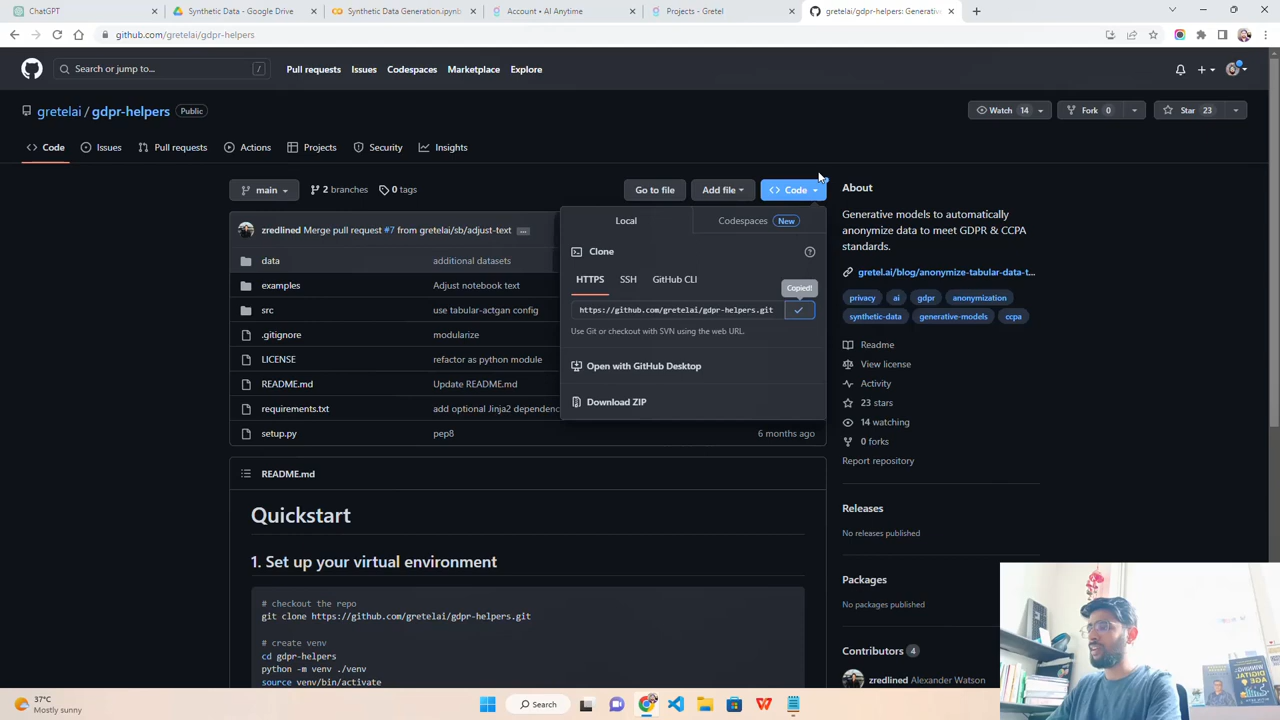 ChatGPT
Synthetic Data - Google Drive
Synthetic Data Generation.ipynb
Account • AI Anytime
Projects - Gretel
gretelai/gdpr-helpers: Generativ
github.com/gretelai/gdpr-helpers
Search or jump to...
/
Pull requests
Issues
Codespaces
Marketplace
Explore
gretelai / gdpr-helpers
Public
Watch 14
Fork 0
Star 23
Code
Issues
Pull requests
Actions
Projects
Security
Insights
main
2 branches
0 tags
Go to file
Add file
Code
zredlined Merge pull request #7 from gretelai/sb/adjust-text ...
data additional datasets
examples Adjust notebook text
src use tabular-actgan config
.gitignore modularize
LICENSE refactor as python module
README.md Update README.md
requirements.txt add optional Jinja2 dependenc
setup.py pep8 6 months ago
Local
Codespaces New
Clone
HTTPS SSH GitHub CLI
Copied!
https://github.com/gretelai/gdpr-helpers.git
Use Git or checkout with SVN using the web URL.
Open with GitHub Desktop
Download ZIP
README.md
Quickstart
1. Set up your virtual environment
# checkout the repo
git clone https://github.com/gretelai/gdpr-helpers.git
# create venv
cd gdpr-helpers
python -m venv ./venv
source venv/bin/activate
About
Generative models to automatically
anonymize data to meet GDPR & CCPA
standards.
gretel.ai/blog/anonymize-tabular-data-t...
privacy ai gdpr anonymization
synthetic-data generative-models ccpa
Readme
View license
Activity
23 stars
14 watching
0 forks
Report repository
Releases
No releases published
Packages
No packages published
Contributors 4
zredlined Alexander Watson
37°C
Mostly sunny
Search
WINNING
DIGITAL
AGE